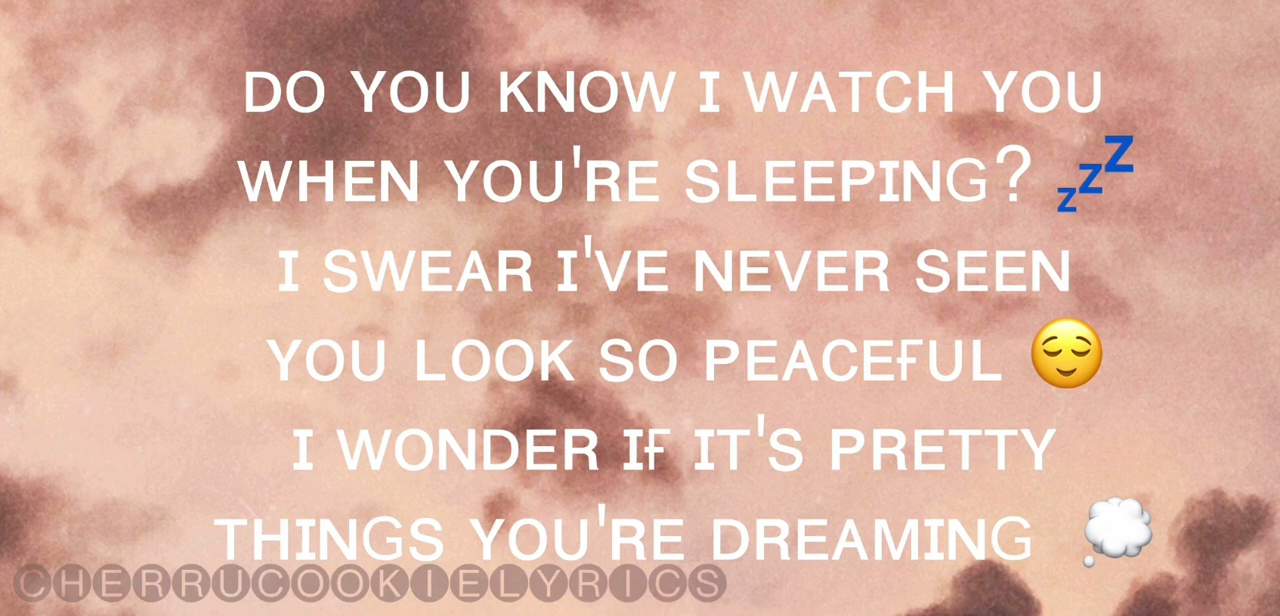 DO YOU KNOW I WATCH YOU
WHEN YOU'RE SLEEPING? 💤
I SWEAR I'VE NEVER SEEN
YOU LOOK SO PEACEFUL 😌
I WONDER IF IT'S PRETTY
THINGS YOU'RE DREAMING 💭
CHERRUCOOKIELYRICS